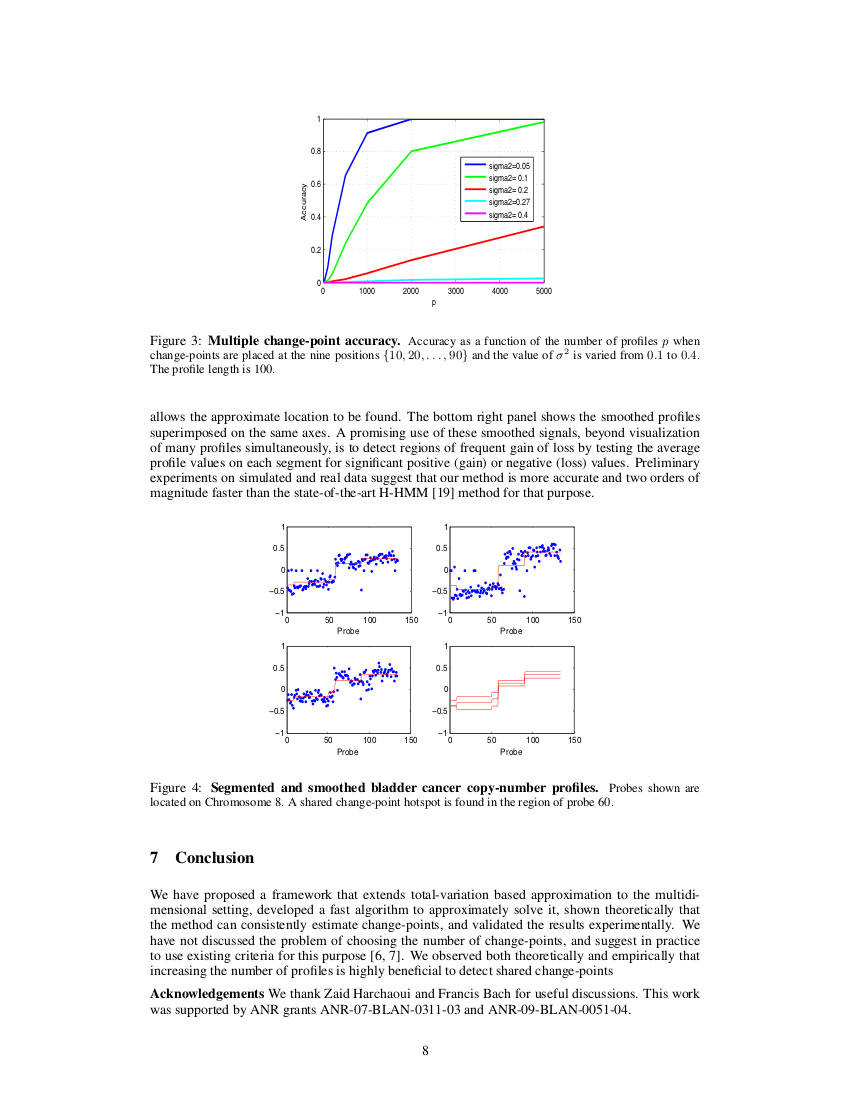 1
0.8
0.6
0.4
0.2
0
Accuracy
0 1000 2000 3000 4000 5000
p
sigma2=0.05
sigma2= 0.1
sigma2= 0.2
sigma2=0.27
sigma2= 0.4
Figure 3: Multiple change-point accuracy. Accuracy as a function of the number of profiles p when
change-points are placed at the nine positions {10, 20, . . . , 90} and the value of σ² is varied from 0.1 to 0.4.
The profile length is 100.
allows the approximate location to be found. The bottom right panel shows the smoothed profiles
superimposed on the same axes. A promising use of these smoothed signals, beyond visualization
of many profiles simultaneously, is to detect regions of frequent gain of loss by testing the average
profile values on each segment for significant positive (gain) or negative (loss) values. Preliminary
experiments on simulated and real data suggest that our method is more accurate and two orders of
magnitude faster than the state-of-the-art H-HMM [19] method for that purpose.
1
0.5
0
−0.5
−1
0 50 100 150
Probe
1
0.5
0
−0.5
−1
0 50 100 150
Probe
1
0.5
0
−0.5
−1
0 50 100 150
Probe
1
0.5
0
−0.5
−1
0 50 100 150
Probe
Figure 4: Segmented and smoothed bladder cancer copy-number profiles. Probes shown are
located on Chromosome 8. A shared change-point hotspot is found in the region of probe 60.
7 Conclusion
We have proposed a framework that extends total-variation based approximation to the multidi-
mensional setting, developed a fast algorithm to approximately solve it, shown theoretically that
the method can consistently estimate change-points, and validated the results experimentally. We
have not discussed the problem of choosing the number of change-points, and suggest in practice
to use existing criteria for this purpose [6, 7]. We observed both theoretically and empirically that
increasing the number of profiles is highly beneficial to detect shared change-points
Acknowledgements We thank Zaid Harchaoui and Francis Bach for useful discussions. This work
was supported by ANR grants ANR-07-BLAN-0311-03 and ANR-09-BLAN-0051-04.
8